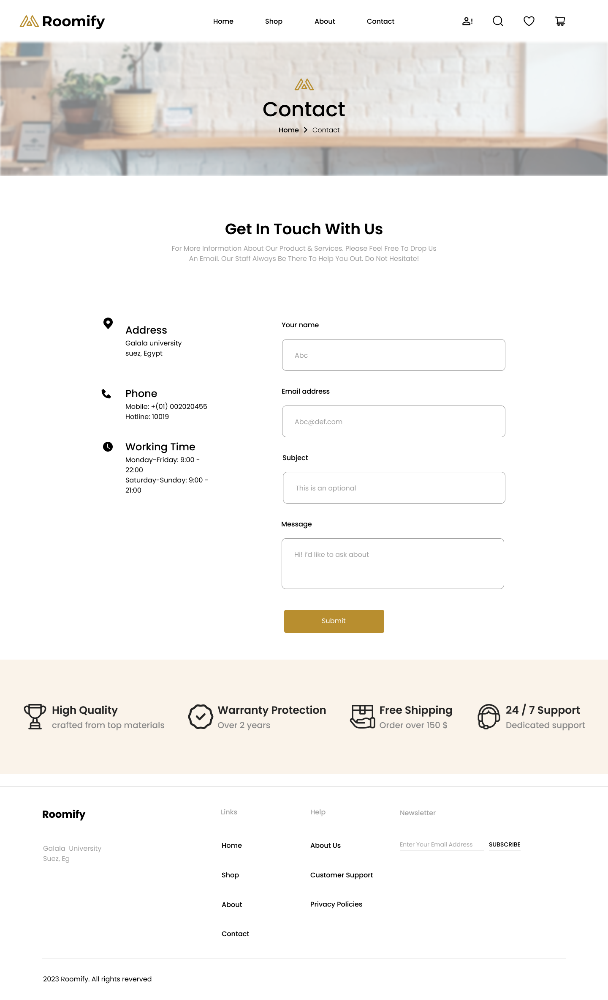 Roomify
Home
Shop
About
Contact
Contact
Home
Contact
Get In Touch With Us
For More Information About Our Product & Services. Please Feel Free To Drop Us
An Email. Our Staff Always Be There To Help You Out. Do Not Hesitate!
Address
Galala university
suez, Egypt
Phone
Mobile: +(01) 002020455
Hotline: 10019
Working Time
Monday-Friday: 9:00 -
22:00
Saturday-Sunday: 9:00 -
21:00
Your name
Abc
Email address
Abc@def.com
Subject
This is an optional
Message
Hi! i’d like to ask about
Submit
High Quality
crafted from top materials
Warranty Protection
Over 2 years
Free Shipping
Order over 150 $
24 / 7 Support
Dedicated support
Roomify
Galala  University
Suez, Eg
Links
Home
Shop
About
Contact
Help
About Us
Customer Support
Privacy Policies
Newsletter
Enter Your Email Address
SUBSCRIBE
2023 Roomify. All rights reverved